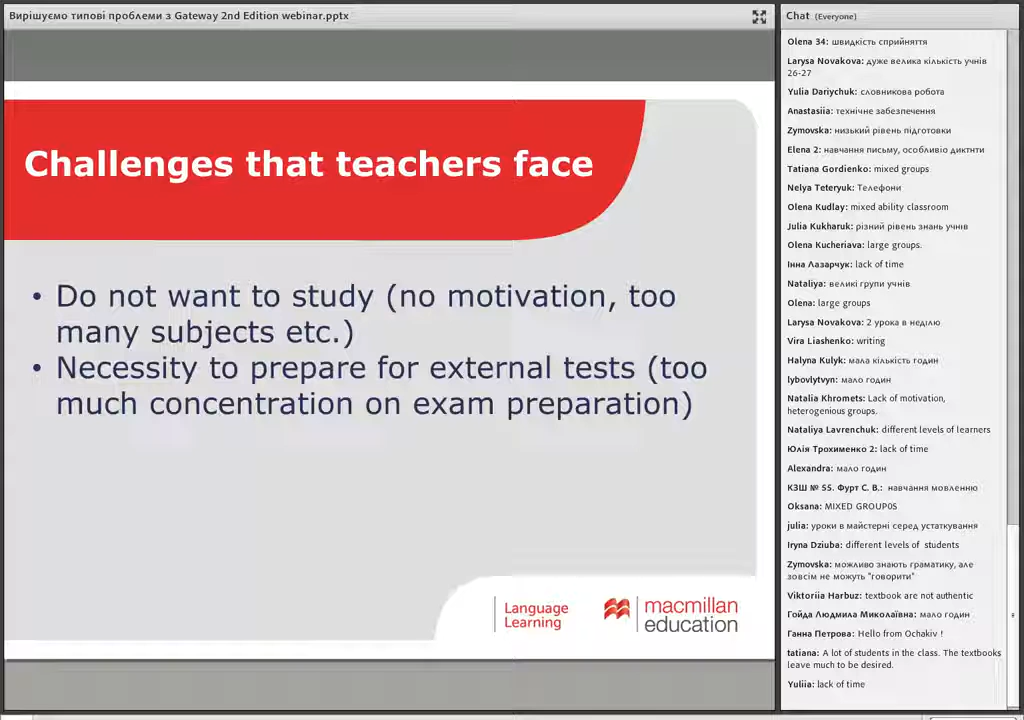 Вирішуємо типові проблеми з Gateway 2nd Edition webinar.pptx
Challenges that teachers face
• Do not want to study (no motivation, too
many subjects etc.)
• Necessity to prepare for external tests (too
much concentration on exam preparation)
Language
Learning
macmillan
education
Chat (Everyone)
Olena 34: швидкість сприйняття
Larysa Novakova: дуже велика кількість учнів
26-27
Yulia Dariychuk: словникова робота
Anastasiia: технічне забезпечення
Zymovska: низький рівень підготовки
Elena 2: навчання письму, особлівіо диктнти
Tatiana Gordienko: mixed groups
Nelya Teteryuk: Телефони
Olena Kudlay: mixed ability classroom
Julia Kukharuk: різний рівень знань учнів
Olena Kucheriava: large groups.
Інна Лазарчук: lack of time
Nataliya: великі групи учнів
Olena: large groups
Larysa Novakova: 2 урока в неділю
Vira Liashenko: writing
Halyna Kulyk: мала кількість годин
lybovlytvyn: мало годин
Natalia Khromets: Lack of motivation,
heterogenious groups.
Nataliya Lavrenchuk: different levels of learners
Юлія Трохименко 2: lack of time
Alexandra: мало годин
КЗШ № 55. Фурт С. В.: навчання мовленню
Oksana: MIXED GROUP0S
julia: уроки в майстерні серед устаткування
Iryna Dziuba: different levels of students
Zymovska: можливо знають граматику, але
зовсім не можуть "говорити"
Viktoriia Harbuz: textbook are not authentic
Гойда Людмила Миколаївна: мало годин
Ганна Петрова: Hello from Ochakiv !
tatiana: A lot of students in the class. The textbooks
leave much to be desired.
Yuliia: lack of time